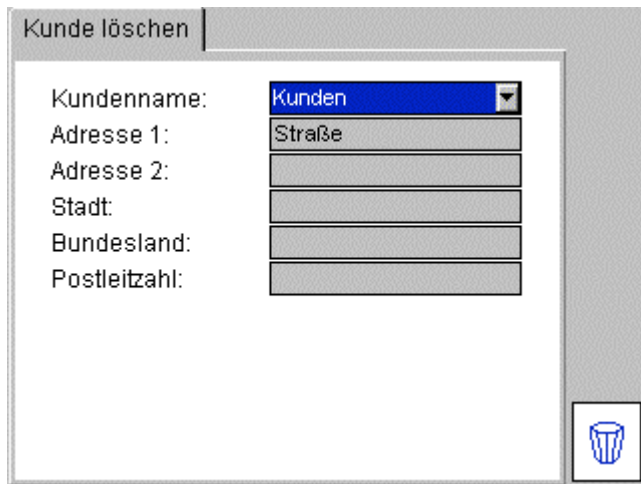 Kunde löschen
Kundenname: Kunden
Adresse 1: Straße
Adresse 2:
Stadt:
Bundesland:
Postleitzahl: